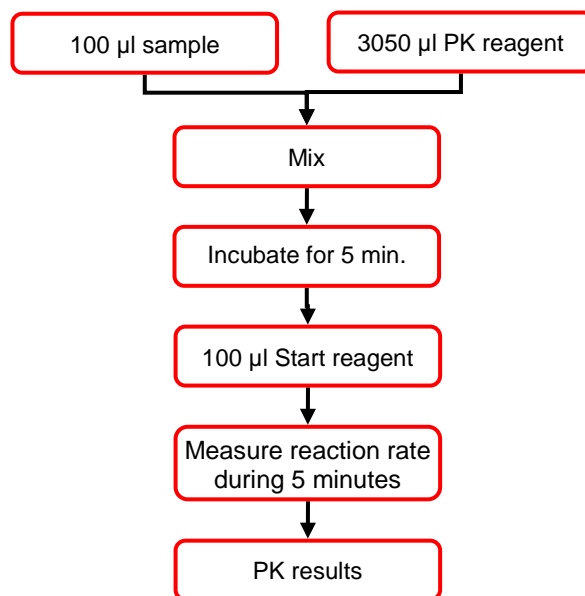 100 µl sample
3050 µl PK reagent
Mix
Incubate for 5 min.
100 µl Start reagent
Measure reaction rate
during 5 minutes
PK results